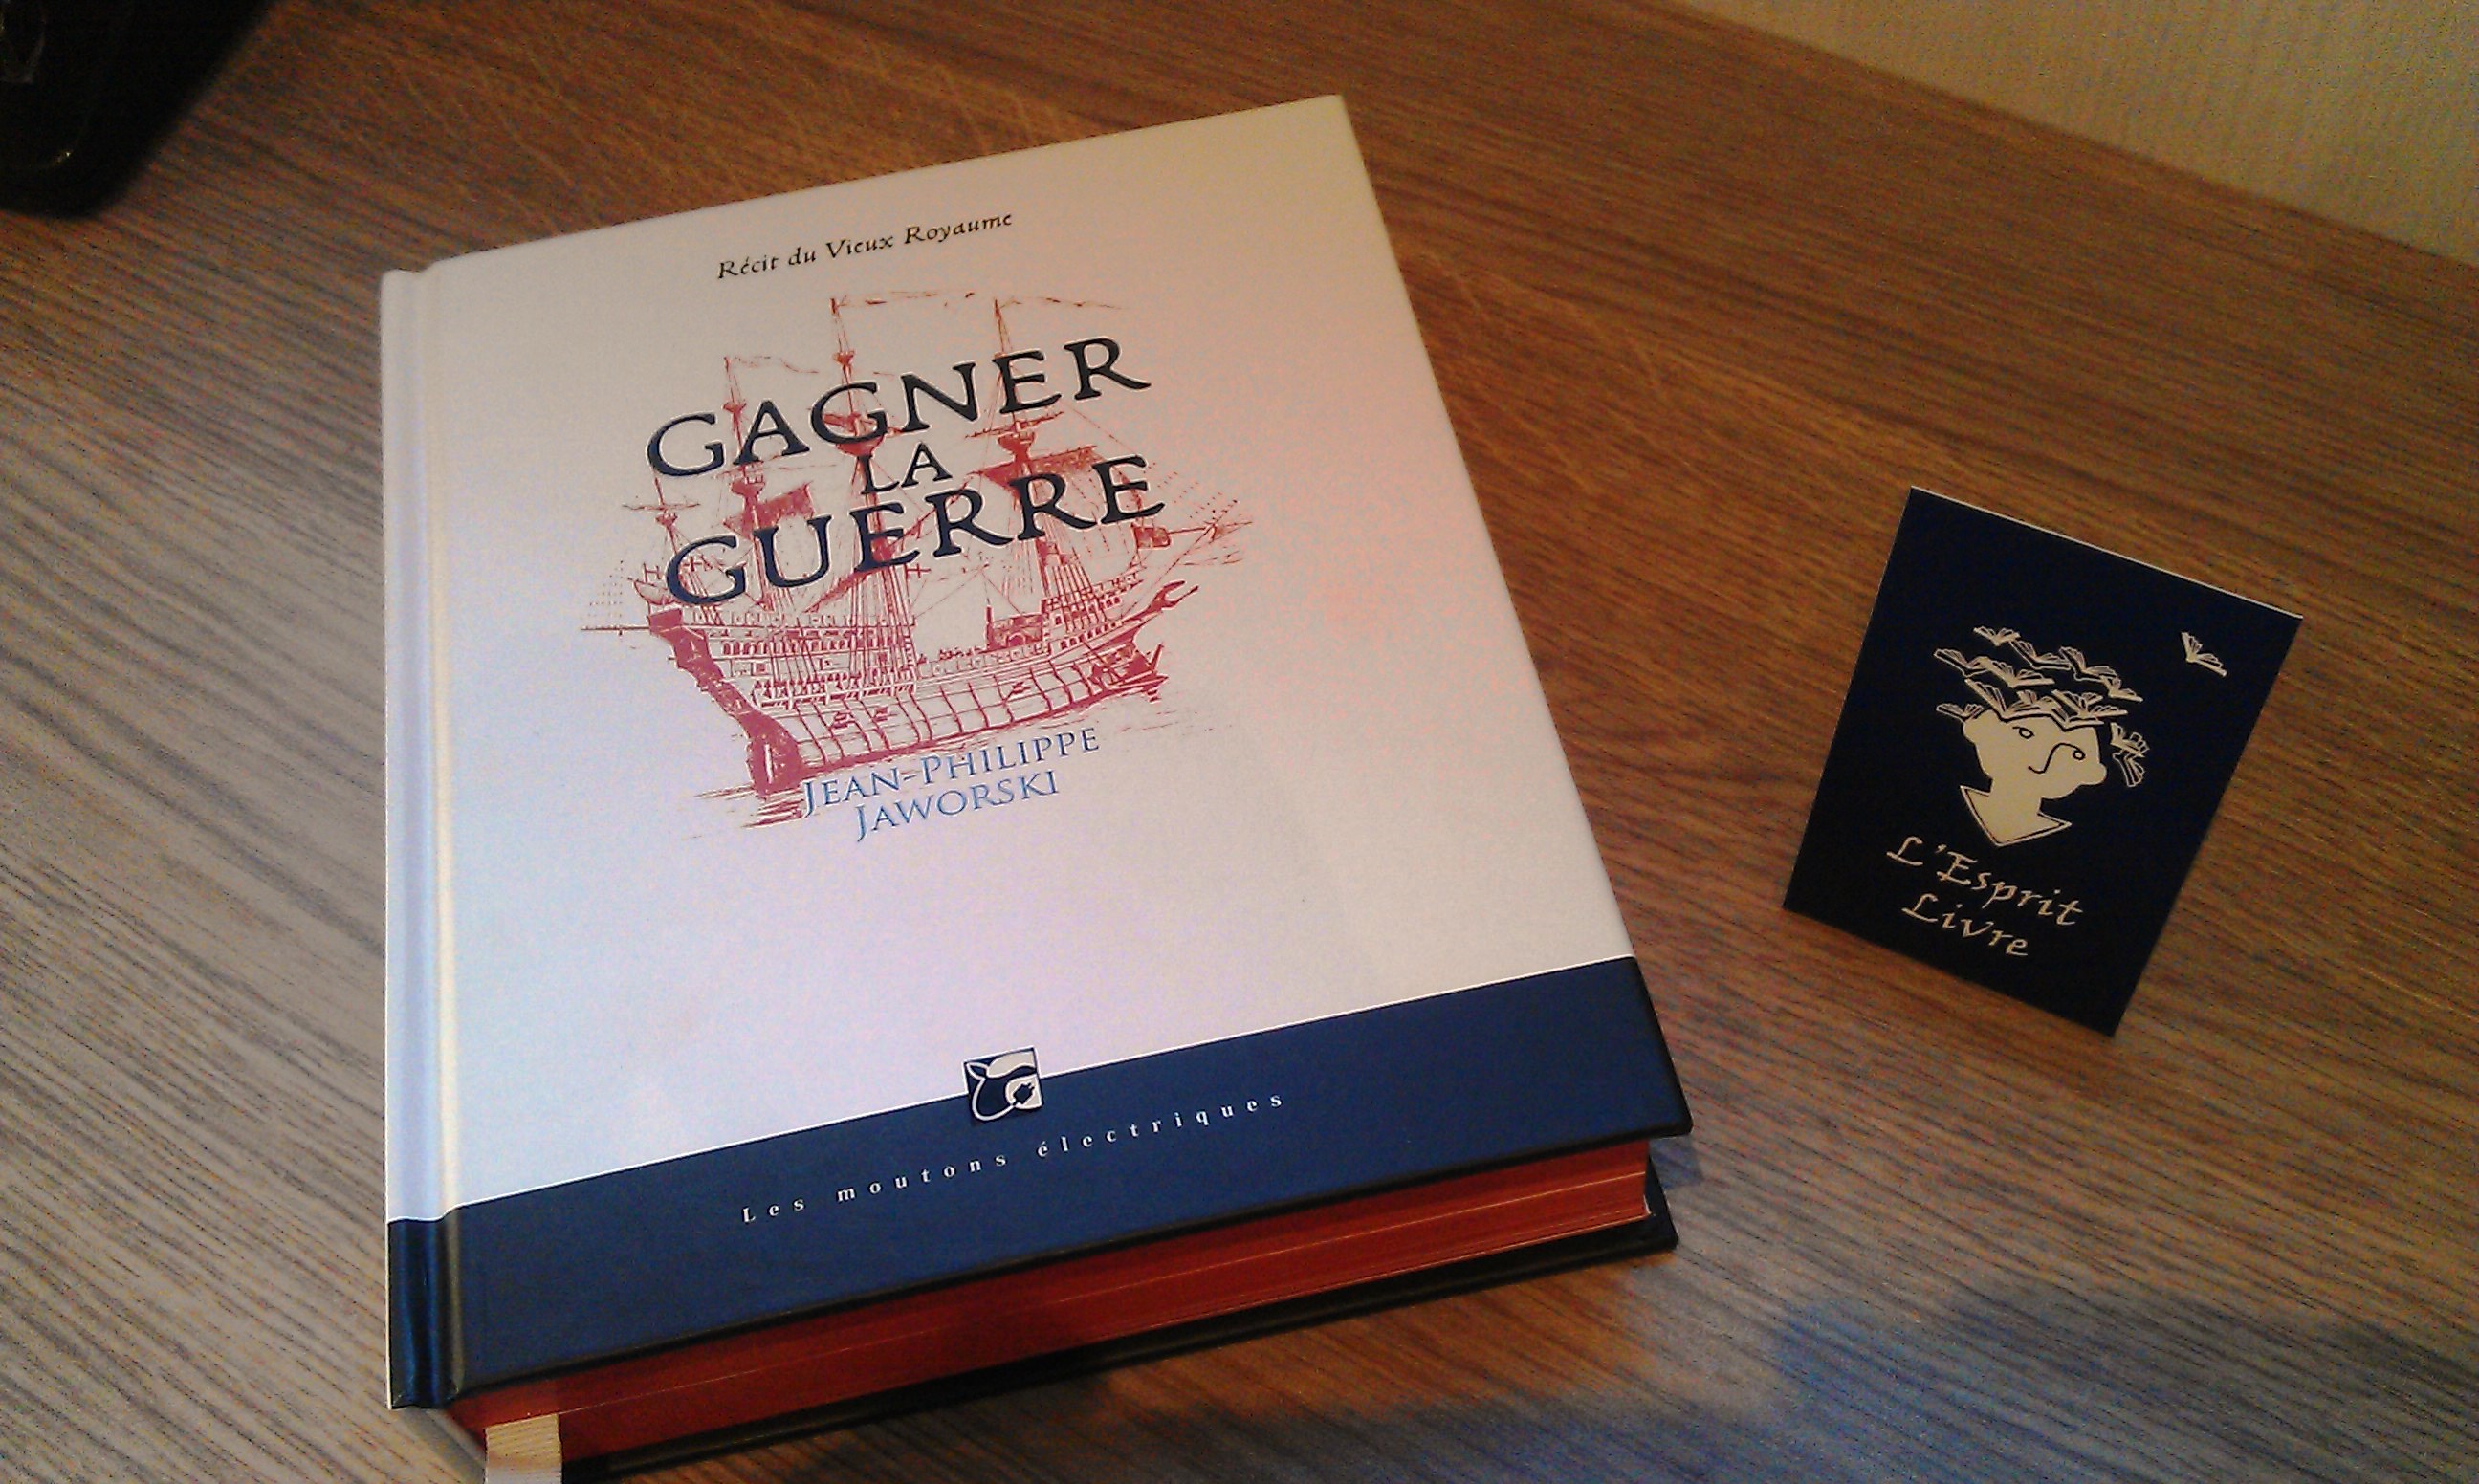 Récit du Vieux Royaume
GAGNER
LA
GUERRE
JEAN-PHILIPPE
JAWORSKI
Les moutons électriques
L'Esprit
Livre